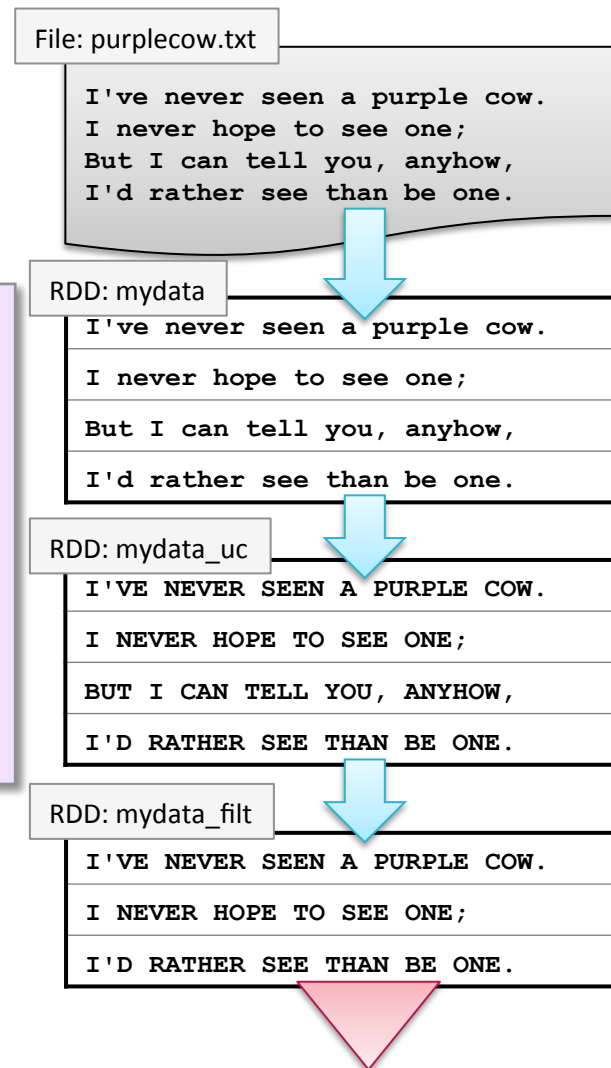 File: purplecow.txt
I've never seen a purple cow.
I never hope to see one;
But I can tell you, anyhow,
I'd rather see than be one.
RDD: mydata
I've never seen a purple cow.
I never hope to see one;
But I can tell you, anyhow,
I'd rather see than be one.
RDD: mydata_uc
I'VE NEVER SEEN A PURPLE COW.
I NEVER HOPE TO SEE ONE;
BUT I CAN TELL YOU, ANYHOW,
I'D RATHER SEE THAN BE ONE.
RDD: mydata_filt
I'VE NEVER SEEN A PURPLE COW.
I NEVER HOPE TO SEE ONE;
I'D RATHER SEE THAN BE ONE.